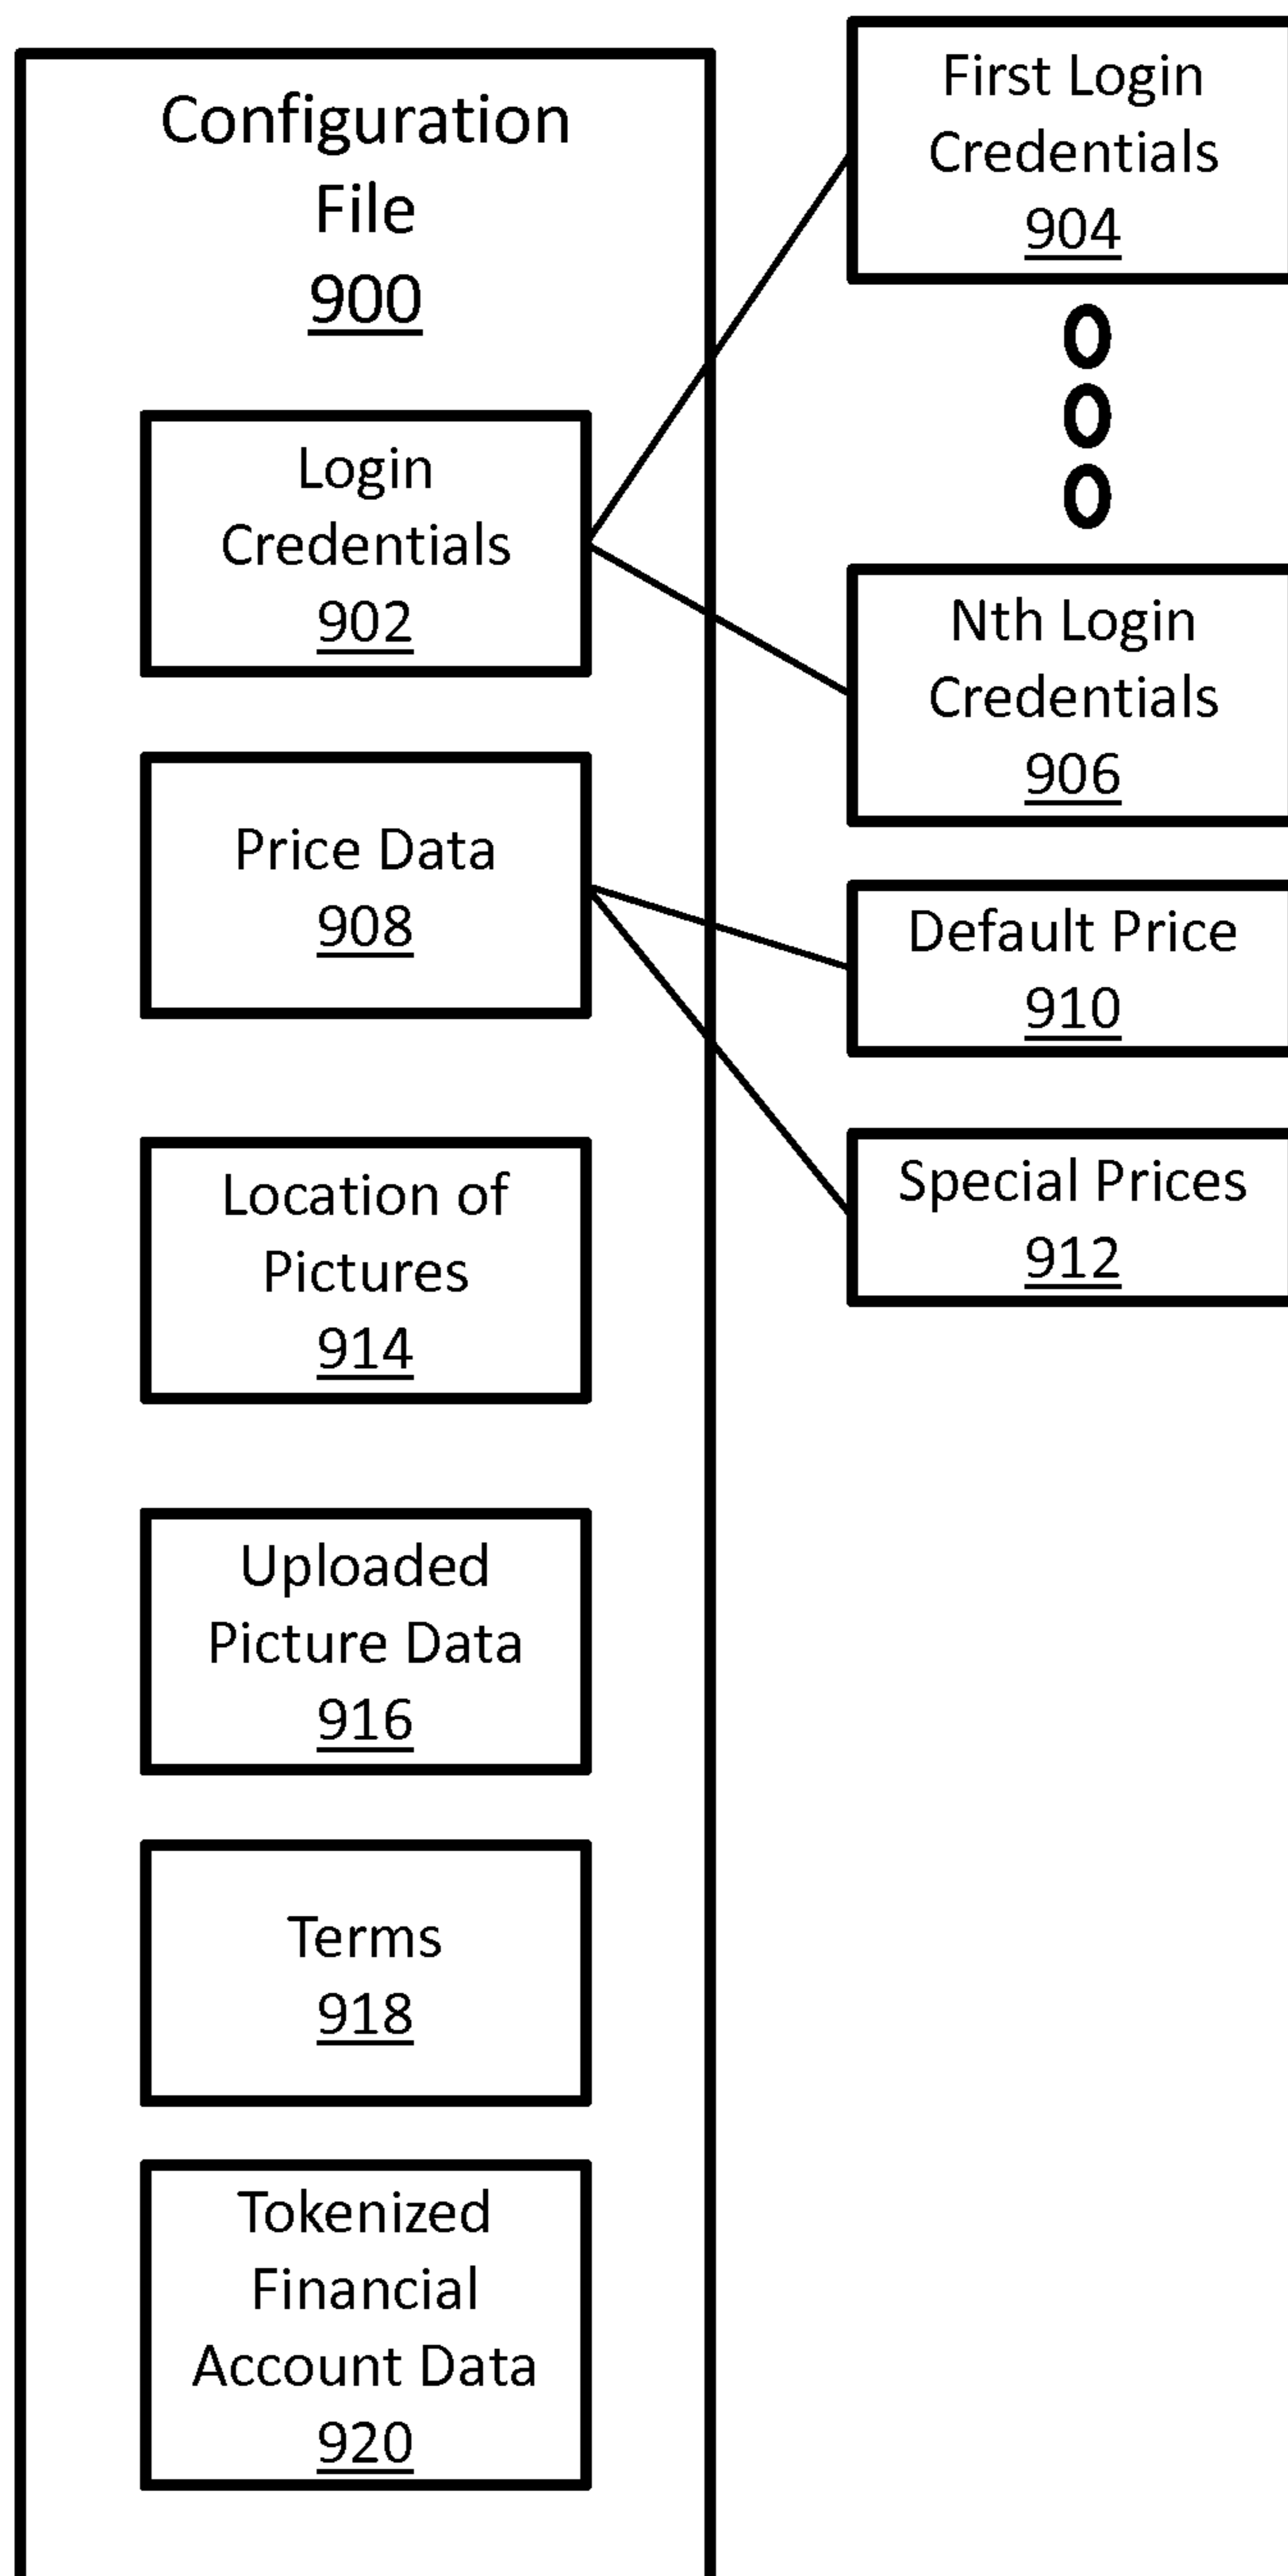 Configuration
File
900
Login
Credentials
902
Price Data
908
Location of
Pictures
914
Uploaded
Picture Data
916
Terms
918
Tokenized
Financial
Account Data
920
First Login
Credentials
904
Nth Login
Credentials
906
Default Price
910
Special Prices
912